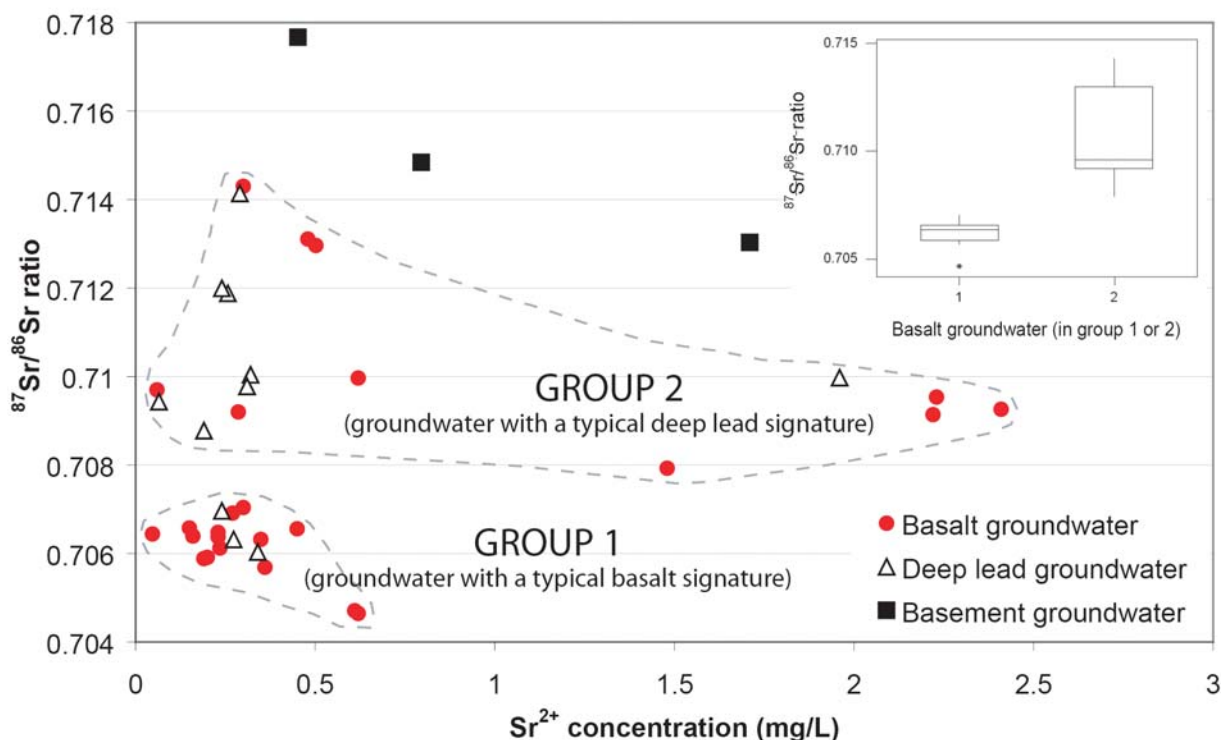 0.718
0.716
0.714
0.712
0.71
0.708
0.706
0.704
⁸⁷Sr/⁸⁶Sr ratio
0
0.5
1
1.5
2
2.5
3
Sr²⁺ concentration (mg/L)
GROUP 2
(groundwater with a typical deep lead signature)
GROUP 1
(groundwater with a typical basalt signature)
Basalt groundwater
Deep lead groundwater
Basement groundwater
0.715
0.710
0.705
⁸⁷Sr/⁸⁶Sr-ratio
1
2
Basalt groundwater (in group 1 or 2)